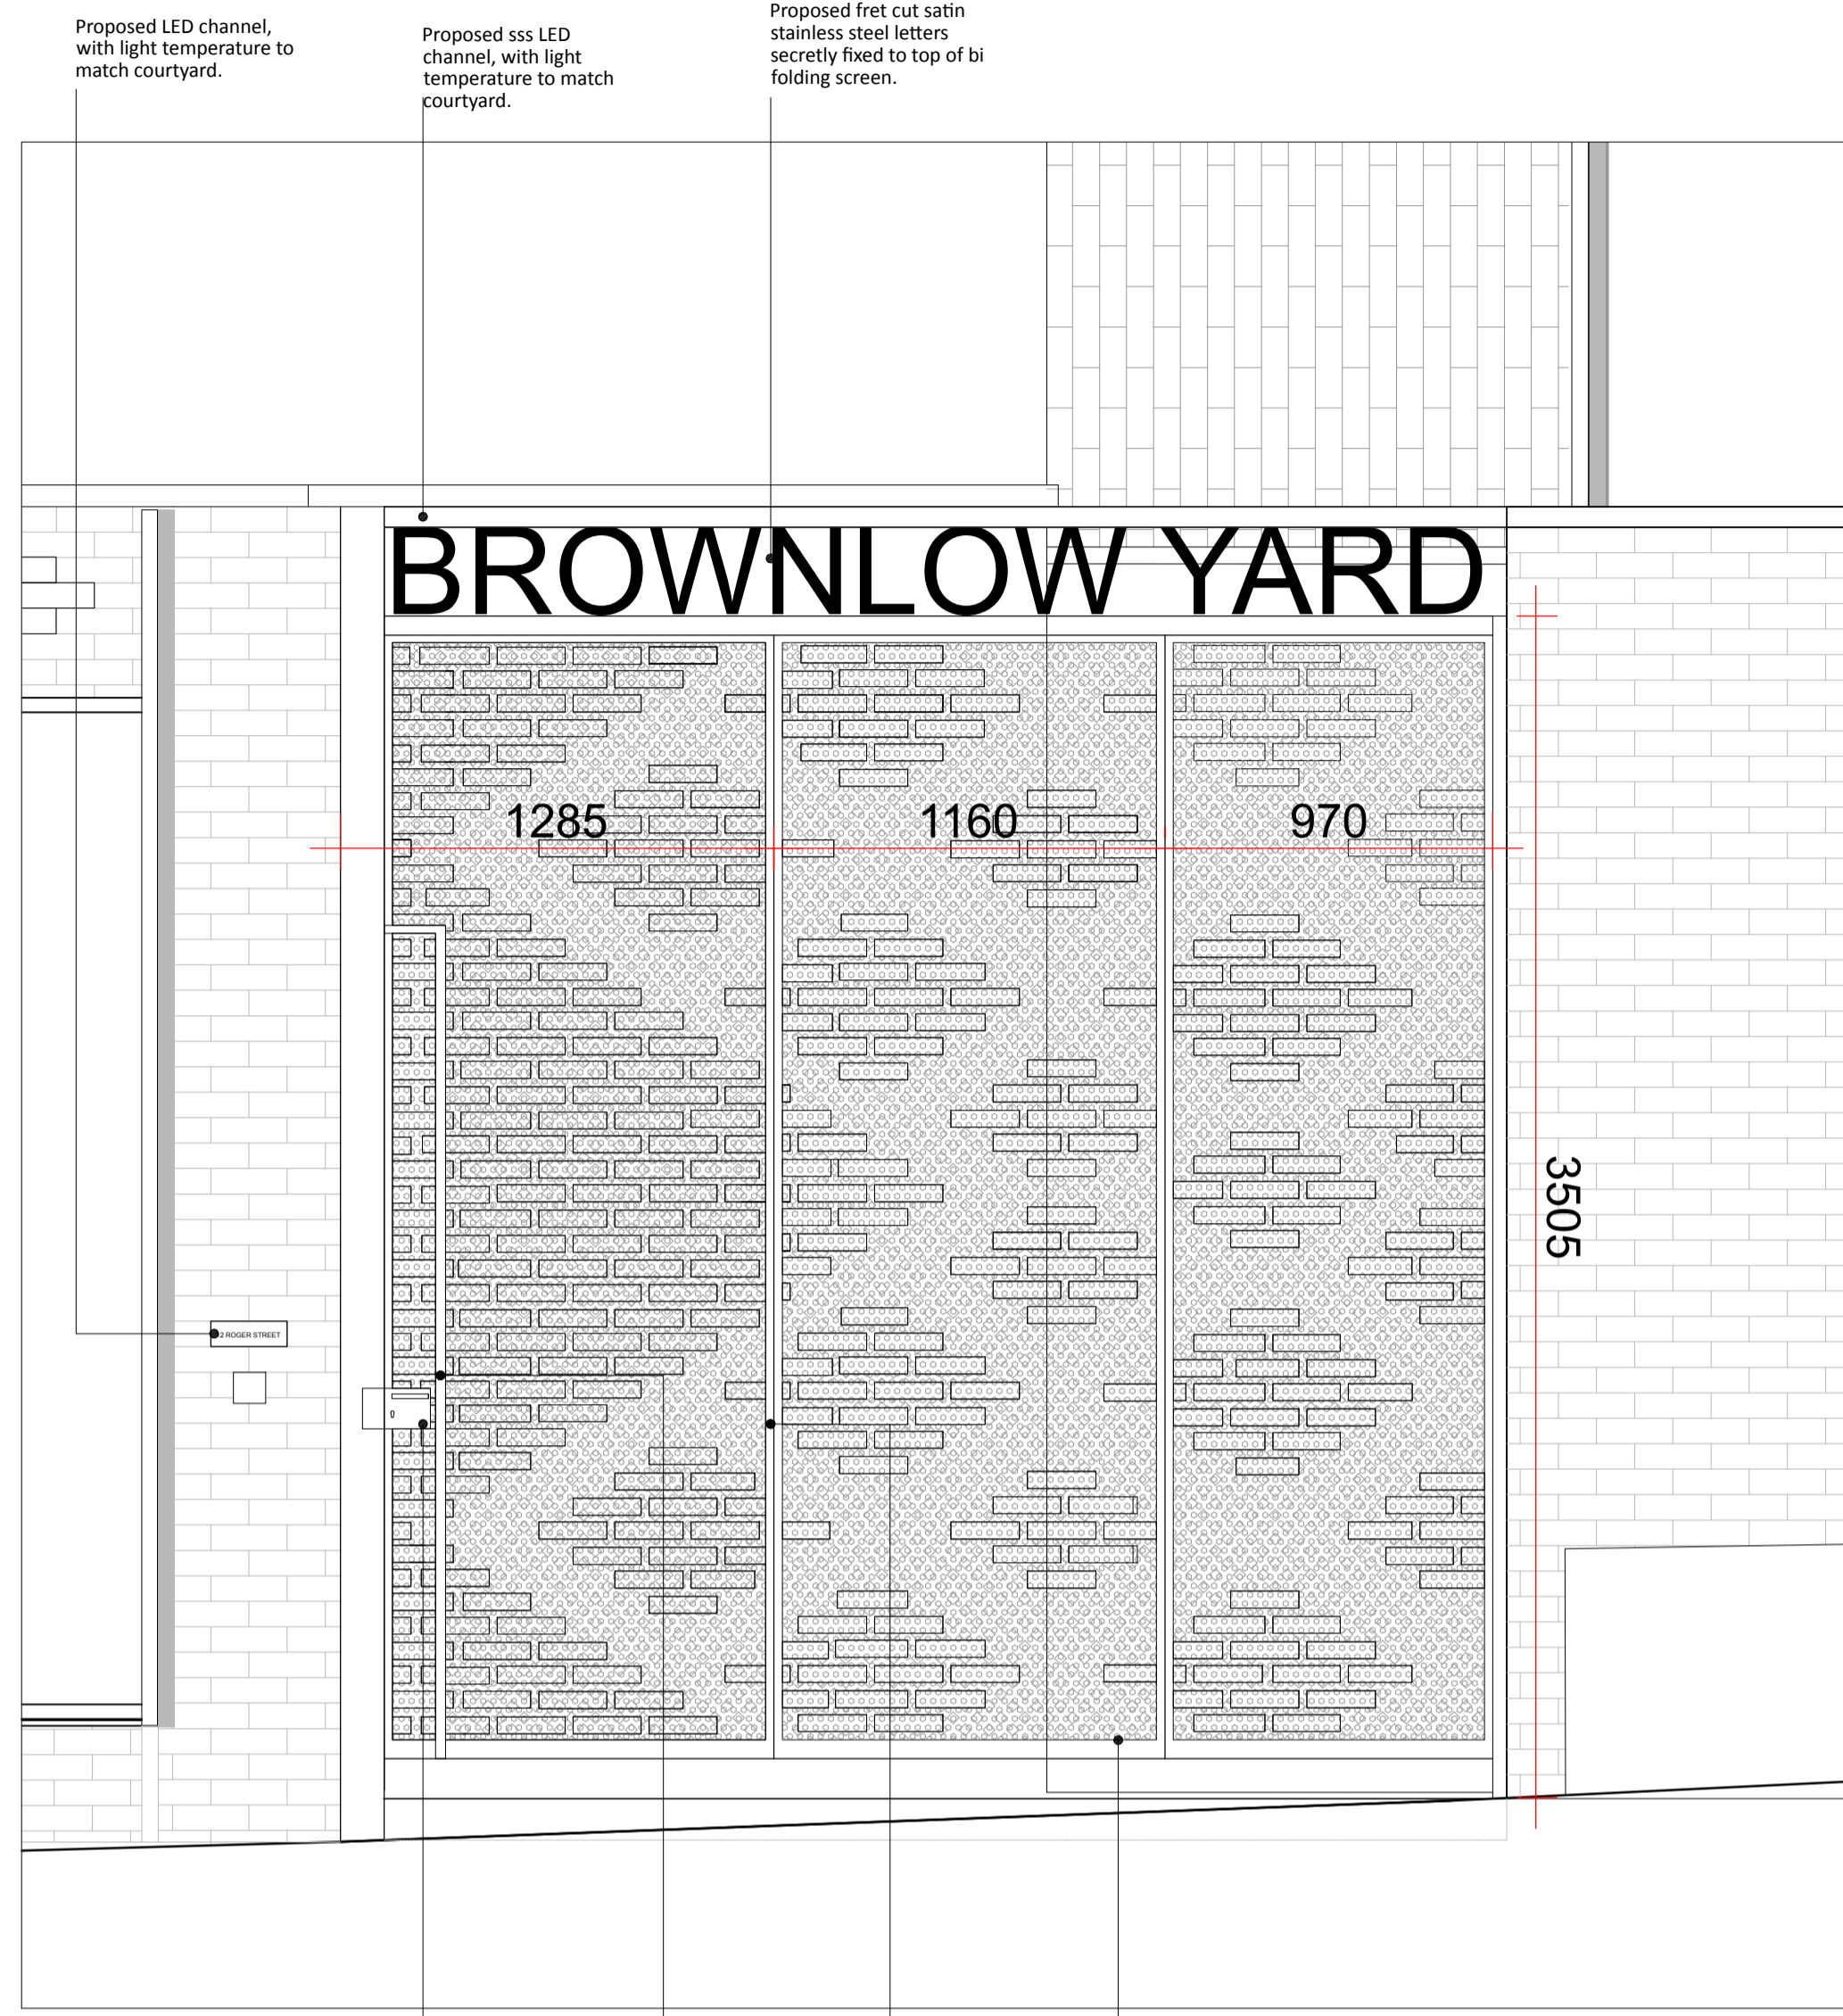 Proposed LED channel,
with light temperature to
match courtyard.
Proposed sss LED
channel, with light
temperature to match
courtyard.
Proposed fret cut satin
stainless steel letters
secretly fixed to top of bi
folding screen.
BROWNLOW YARD
1285
1160
970
3505
2 ROGER STREET
0